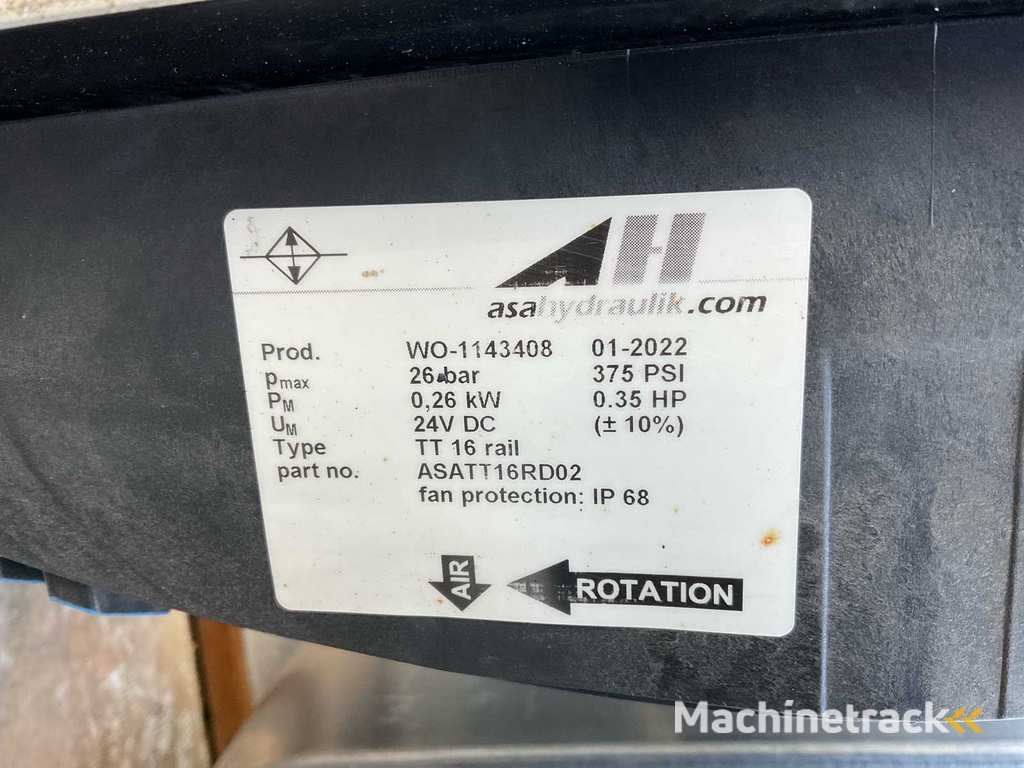 AH
asahydraulik.com
Prod. WO-1143408 01-2022
pmax 26 bar 375 PSI
PM 0,26 kW 0.35 HP
UM 24V DC (± 10%)
Type TT 16 rail
part no. ASATT16RD02
fan protection: IP 68
AIR
ROTATION
Machinetrack